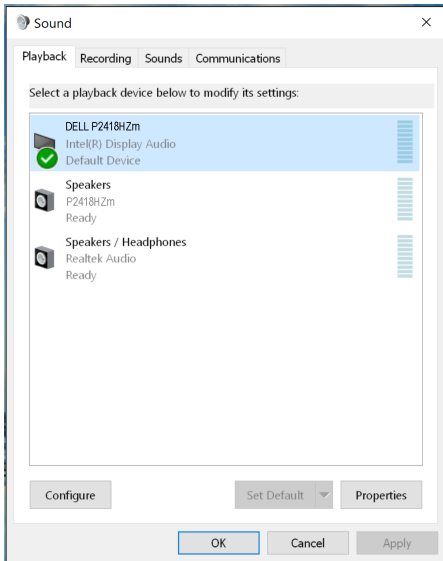 Sound
Playback
Recording
Sounds
Communications
Select a playback device below to modify its settings:
DELL P2418HZm
Intel(R) Display Audio
Default Device
Speakers
P2418HZm
Ready
Speakers / Headphones
Realtek Audio
Ready
Configure
Set Default
Properties
OK
Cancel
Apply